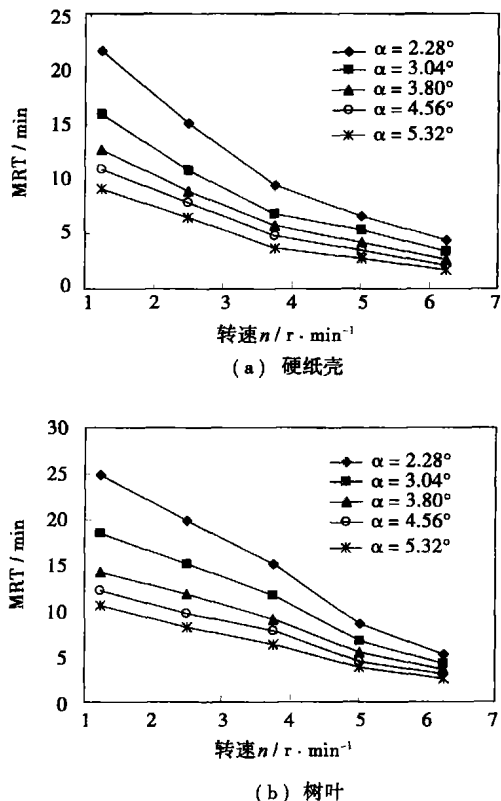 25
20
15
10
5
0
MRT / min
α = 2.28°
α = 3.04°
α = 3.80°
α = 4.56°
α = 5.32°
1 2 3 4 5 6 7
转速n / r · min⁻¹
(a) 硬纸壳
30
25
20
15
10
5
0
MRT / min
α = 2.28°
α = 3.04°
α = 3.80°
α = 4.56°
α = 5.32°
1 2 3 4 5 6 7
转速n / r · min⁻¹
(b) 树叶